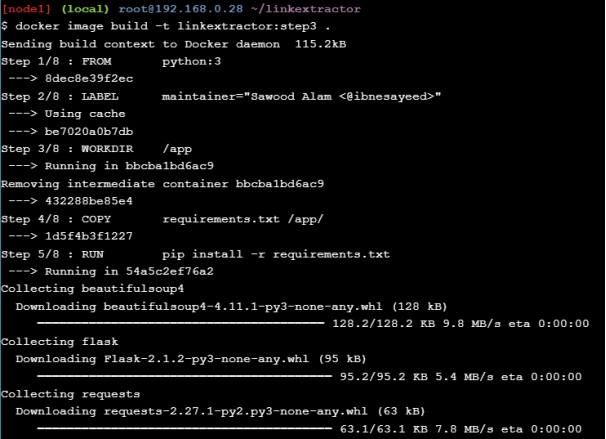 [node1] (local) root@192.168.0.28 ~/linkextractor
$ docker image build -t linkextractor:step3 .
Sending build context to Docker daemon  115.2kB
Step 1/8 : FROM        python:3
 ---> 8dec8e39f2ec
Step 2/8 : LABEL       maintainer="Sawood Alam <@ibnesayeed>"
 ---> Using cache
 ---> be7020a0b7db
Step 3/8 : WORKDIR     /app
 ---> Running in bbcba1bd6ac9
Removing intermediate container bbcba1bd6ac9
 ---> 432288be85e4
Step 4/8 : COPY        requirements.txt /app/
 ---> 1d5f4b3f1227
Step 5/8 : RUN         pip install -r requirements.txt
 ---> Running in 54a5c2ef76a2
Collecting beautifulsoup4
  Downloading beautifulsoup4-4.11.1-py3-none-any.whl (128 kB)
128.2/128.2 KB 9.8 MB/s eta 0:00:00
Collecting flask
  Downloading Flask-2.1.2-py3-none-any.whl (95 kB)
95.2/95.2 KB 5.4 MB/s eta 0:00:00
Collecting requests
  Downloading requests-2.27.1-py2.py3-none-any.whl (63 kB)
63.1/63.1 KB 7.8 MB/s eta 0:00:00